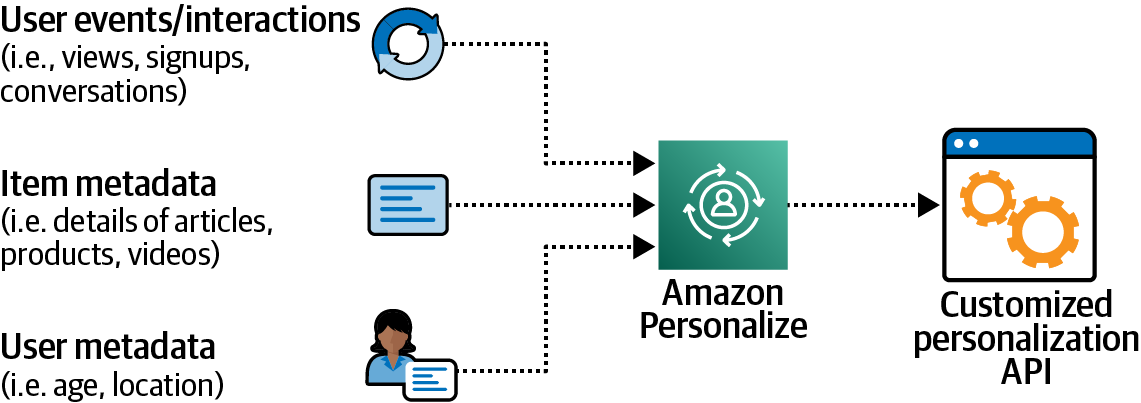 User events/interactions
(i.e., views, signups,
conversations)
Item metadata
(i.e. details of articles,
products, videos)
User metadata
(i.e. age, location)
Amazon
Personalize
Customized
personalization
API